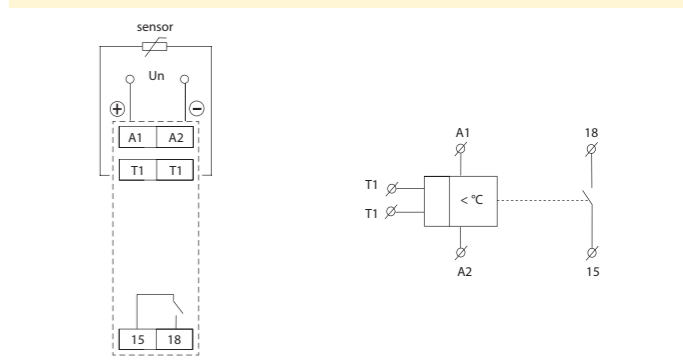 sensor
Un
+ −
A1 A2
T1 T1
15 18
A1 18
T1
< °C
T1
A2 15